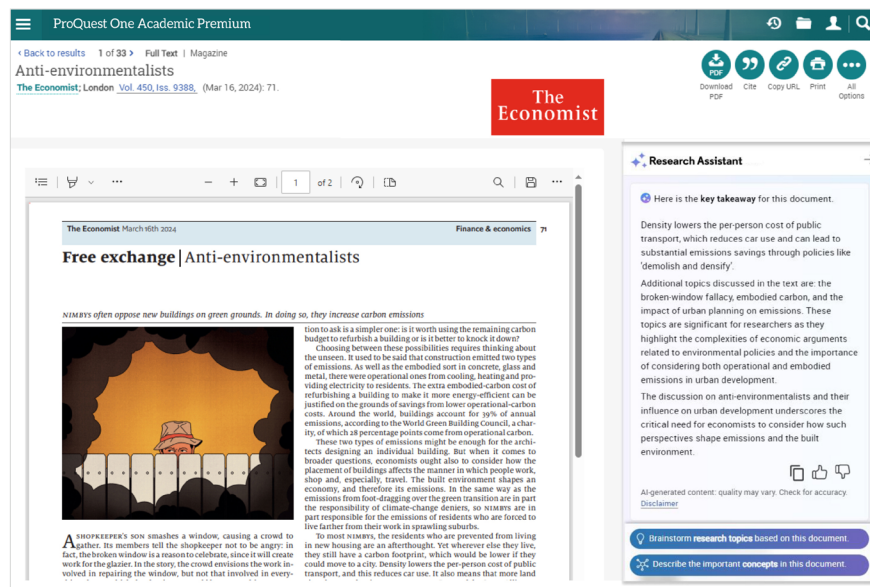 ProQuest One Academic Premium
‹ Back to results 1 of 33 › Full Text | Magazine
Anti-environmentalists
The Economist; London Vol. 450, Iss. 9388, (Mar 16, 2024): 71.
PDF
Download PDF
Cite
Copy URL
Print
All Options
The Economist
Research Assistant
1 of 2
The Economist March 16th 2024 Finance & economics 71
Free exchange | Anti-environmentalists
NIMBYS often oppose new buildings on green grounds. In doing so, they increase carbon emissions
A SHOPKEEPER'S SON smashes a window, causing a crowd to
gather. Its members tell the shopkeeper not to be angry: in
fact, the broken window is a reason to celebrate, since it will create
work for the glazier. In the story, the crowd envisions the work in-
volved in repairing the window, but not that involved in every-
tion to ask is a simpler one: is it worth using the remaining carbon
budget to refurbish a building or is it better to knock it down?
Choosing between these possibilities requires thinking about
the unseen. It used to be said that construction emitted two types
of emissions. As well as the embodied sort in concrete, glass and
metal, there were operational ones from cooling, heating and pro-
viding electricity to residents. The extra embodied-carbon cost of
refurbishing a building to make it more energy-efficient can be
justified on the grounds of savings from lower operational-carbon
costs. Around the world, buildings account for 39% of annual
emissions, according to the World Green Building Council, a char-
ity, of which 28 percentage points come from operational carbon.
These two types of emissions might be enough for the archi-
tects designing an individual building. But when it comes to
broader questions, economists ought also to consider how the
placement of buildings affects the manner in which people work,
shop and, especially, travel. The built environment shapes an
economy, and therefore its emissions. In the same way as the
emissions from foot-dragging over the green transition are in part
the responsibility of climate-change deniers, so NIMBYS are in
part responsible for the emissions of residents who are forced to
live farther from their work in sprawling suburbs.
To most NIMBYS, the residents who are prevented from living
in new housing are an afterthought. Yet wherever else they live,
they still have a carbon footprint, which would be lower if they
could move to a city. Density lowers the per-person cost of public
transport, and this reduces car use. It also means that more land
Here is the key takeaway for this document.
Density lowers the per-person cost of public
transport, which reduces car use and can lead to
substantial emissions savings through policies like
'demolish and densify'.
Additional topics discussed in the text are: the
broken-window fallacy, embodied carbon, and the
impact of urban planning on emissions. These
topics are significant for researchers as they
highlight the complexities of economic arguments
related to environmental policies and the importance
of considering both operational and embodied
emissions in urban development.
The discussion on anti-environmentalists and their
influence on urban development underscores the
critical need for economists to consider how such
perspectives shape emissions and the built
environment.
AI-generated content: quality may vary. Check for accuracy.
Disclaimer
Brainstorm research topics based on this document.
Describe the important concepts in this document.